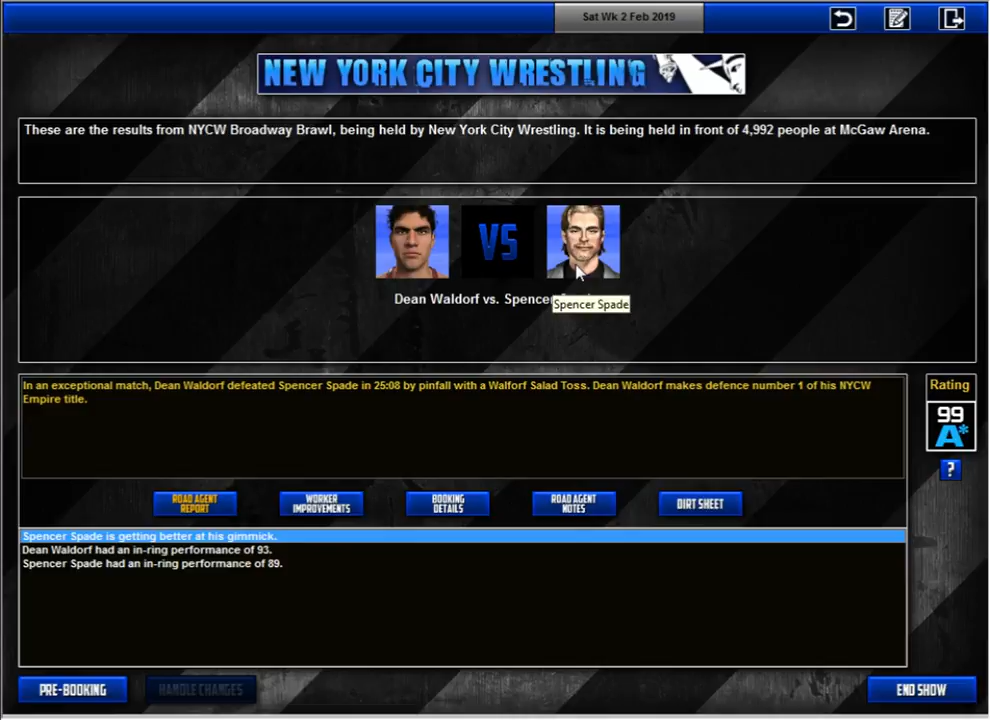 Sat Wk 2 Feb 2019
NEW YORK CITY WRESTLING
These are the results from NYCW Broadway Brawl, being held by New York City Wrestling. It is being held in front of 4,992 people at McGaw Arena.
VS
Dean Waldorf vs. Spencer
Spencer Spade
In an exceptional match, Dean Waldorf defeated Spencer Spade in 25:08 by pinfall with a Walforf Salad Toss. Dean Waldorf makes defence number 1 of his NYCW
Empire title.
Rating
99
A*
?
ROAD AGENT
REPORT
WORKER
IMPROVEMENTS
BOOKING
DETAILS
ROAD AGENT
NOTES
DIRT SHEET
Spencer Spade is getting better at his gimmick.
Dean Waldorf had an in-ring performance of 93.
Spencer Spade had an in-ring performance of 89.
PRE-BOOKING
HANDLE CHANGES
END SHOW